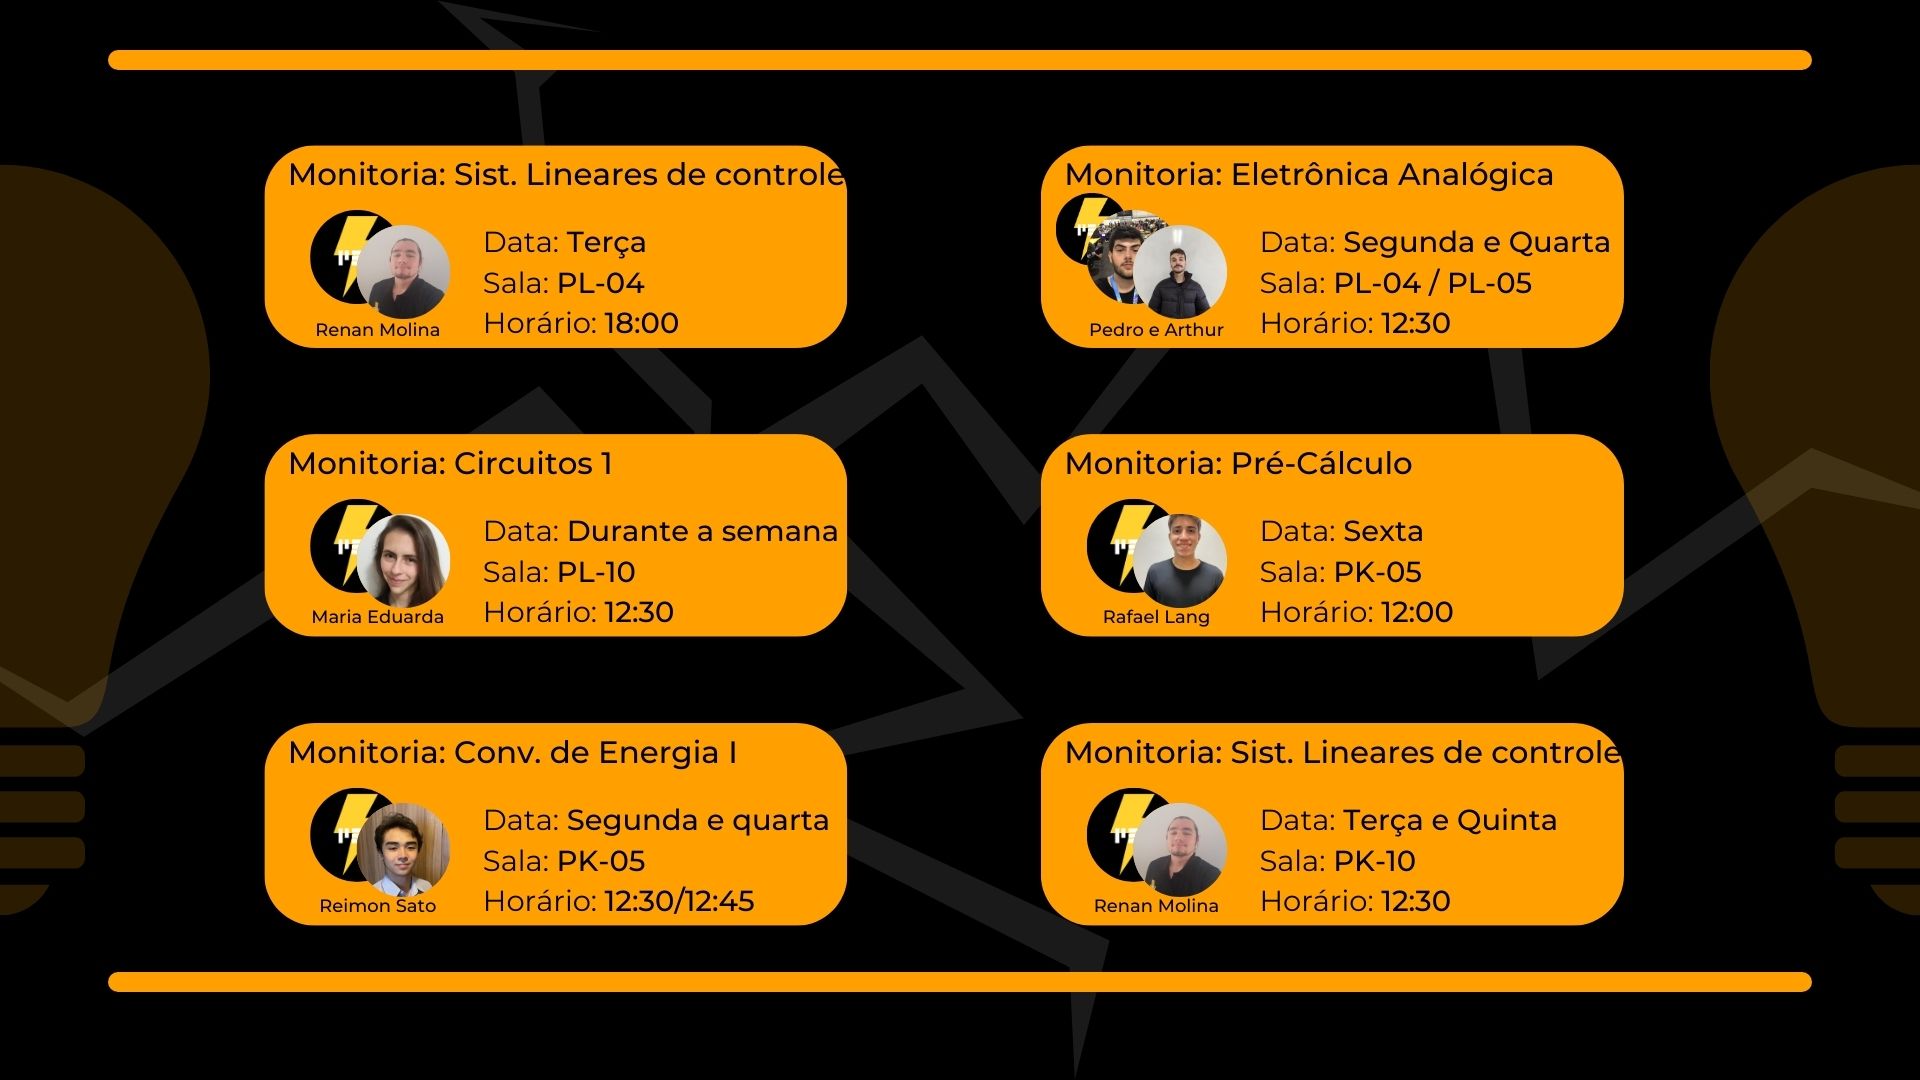 Monitoria: Sist. Lineares de controle
Data: Terça
Sala: PL-04
Horário: 18:00
Renan Molina
Monitoria: Eletrônica Analógica
Data: Segunda e Quarta
Sala: PL-04 / PL-05
Horário: 12:30
Pedro e Arthur
Monitoria: Circuitos 1
Data: Durante a semana
Sala: PL-10
Horário: 12:30
Maria Eduarda
Monitoria: Pré-Cálculo
Data: Sexta
Sala: PK-05
Horário: 12:00
Rafael Lang
Monitoria: Conv. de Energia I
Data: Segunda e quarta
Sala: PK-05
Horário: 12:30/12:45
Reimon Sato
Monitoria: Sist. Lineares de controle
Data: Terça e Quinta
Sala: PK-10
Horário: 12:30
Renan Molina